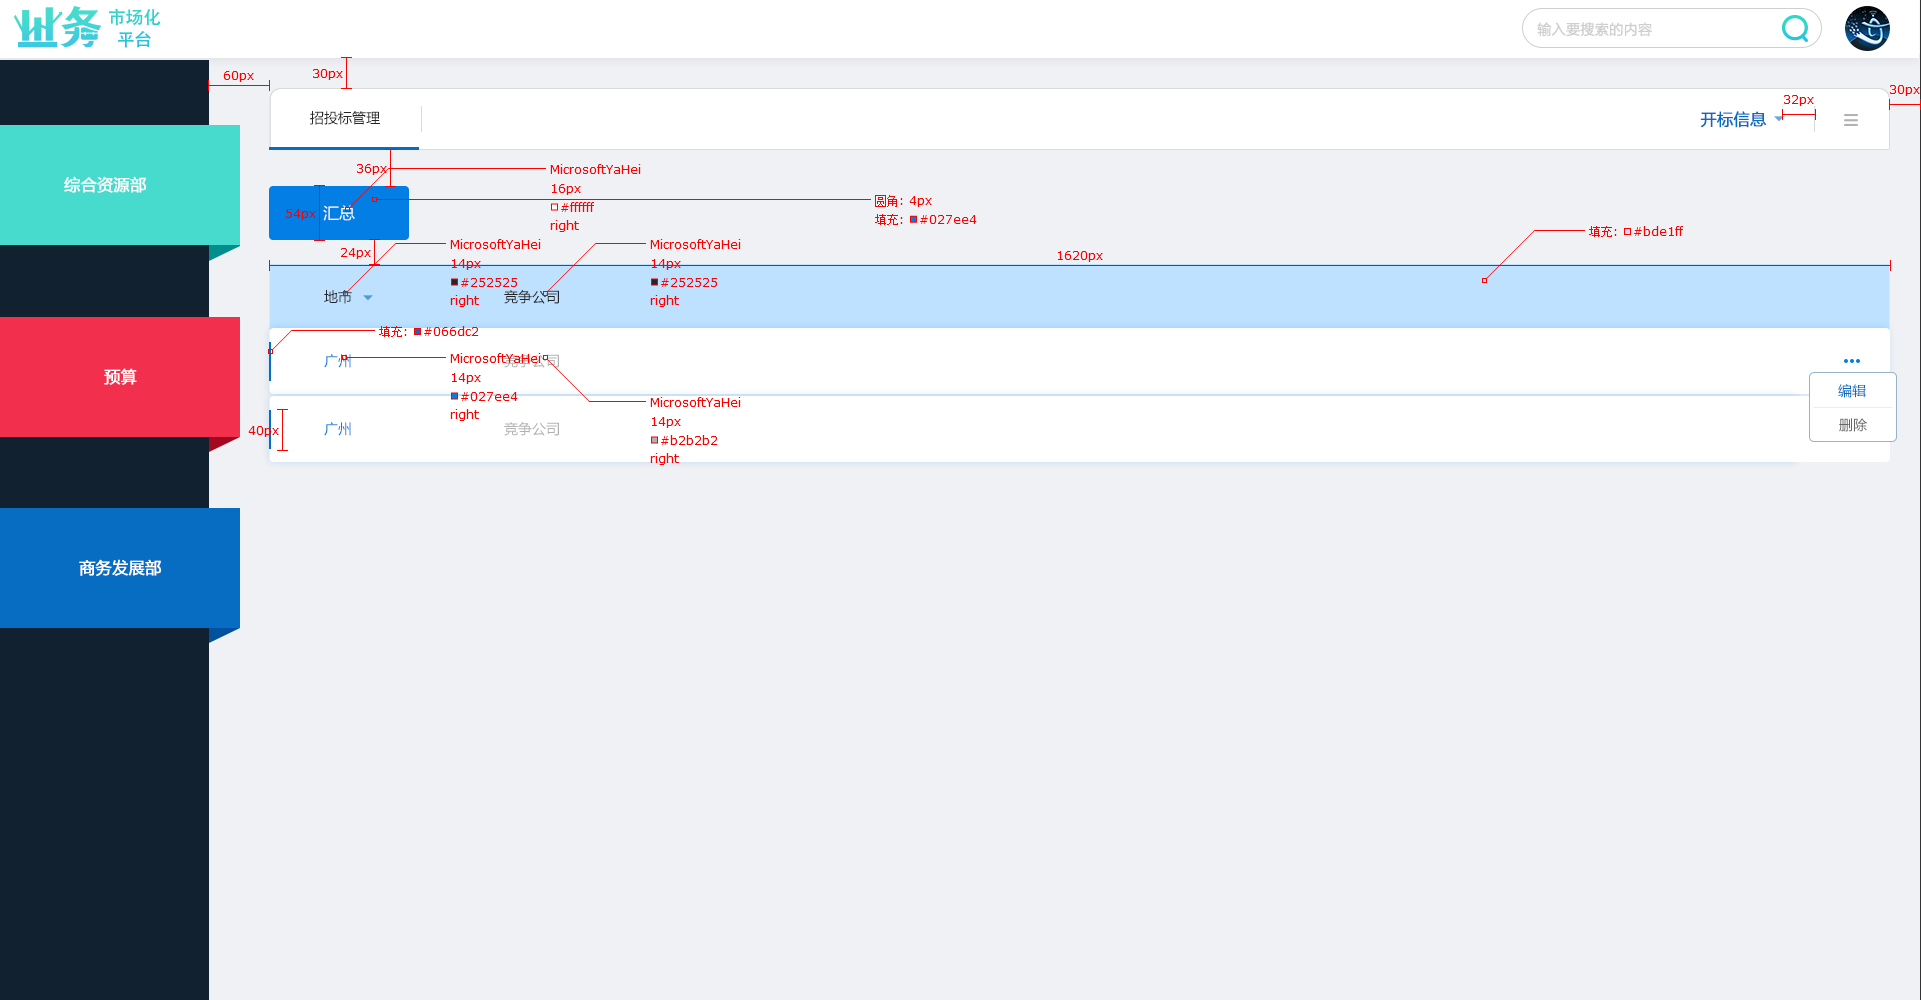 业务 市场化
平台
输入要搜索的内容
60px
30px
30px
32px
招投标管理
开标信息
36px
MicrosoftYaHei
16px
#ffffff
right
综合资源部
54px
汇总
圆角：4px
填充：#027ee4
24px
MicrosoftYaHei
14px
#252525
right
MicrosoftYaHei
14px
#252525
right
填充：#bde1ff
1620px
地市
竞争公司
填充：#066dc2
广州
竞争公司
MicrosoftYaHei
14px
#027ee4
right
预算
编辑
删除
40px
广州
竞争公司
MicrosoftYaHei
14px
#b2b2b2
right
商务发展部